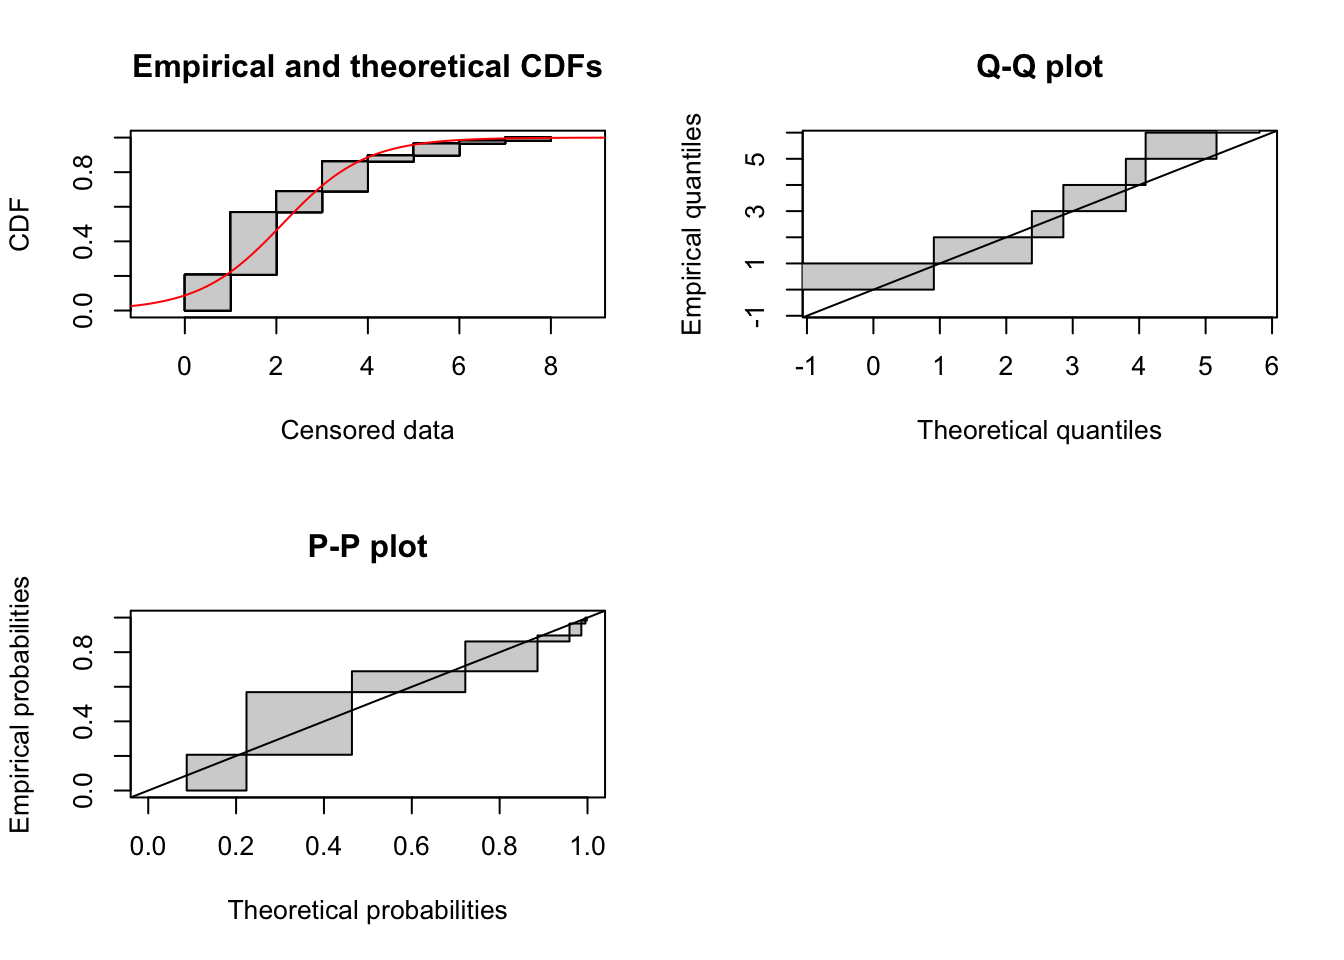 Empirical and theoretical CDFs
CDF
0.0 0.4 0.8
0 2 4 6 8
Censored data
Q-Q plot
Empirical quantiles
-1 1 3 5
-1 0 1 2 3 4 5 6
Theoretical quantiles
P-P plot
Empirical probabilities
0.0 0.4 0.8
0.0 0.2 0.4 0.6 0.8 1.0
Theoretical probabilities